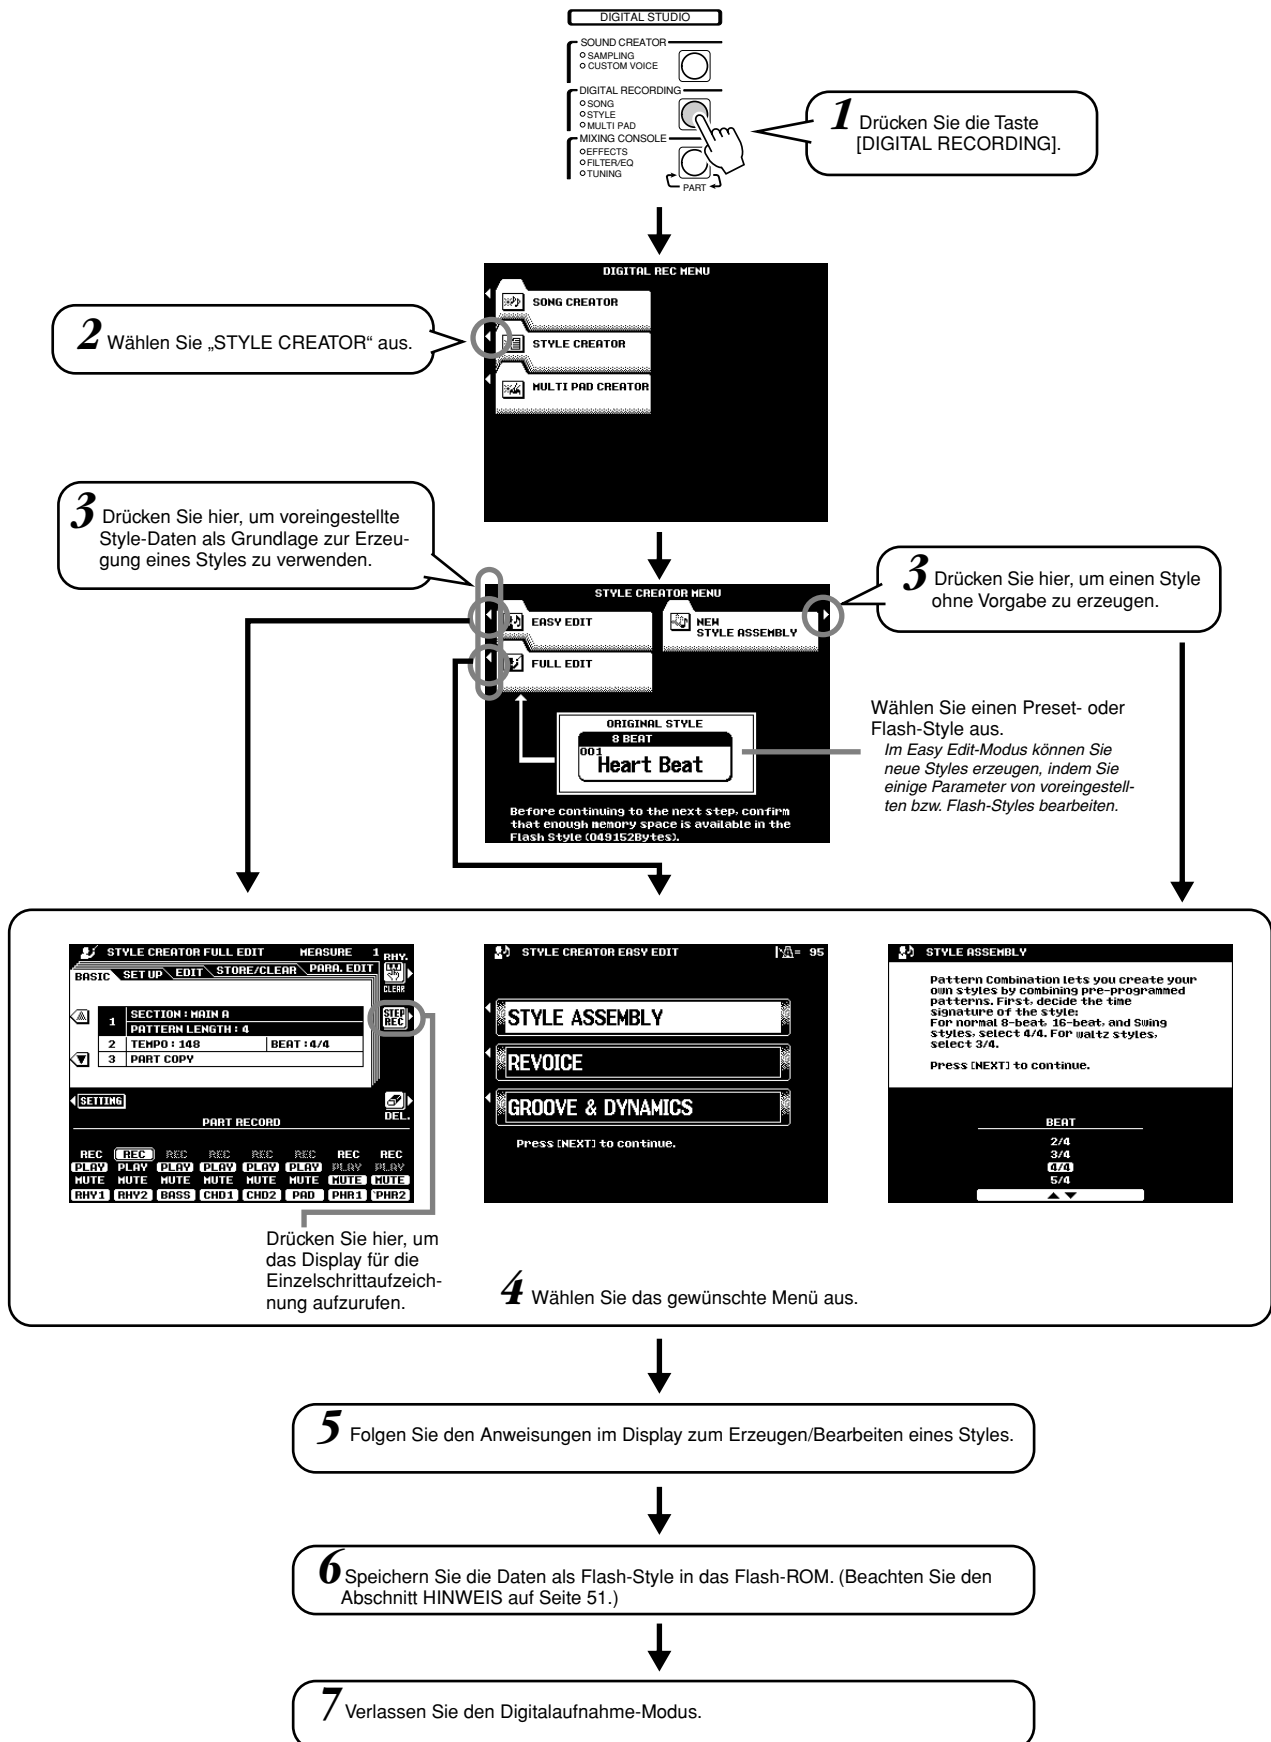 DIGITAL STUDIO
SOUND CREATOR
SAMPLING
CUSTOM VOICE
DIGITAL RECORDING
SONG
STYLE
MULTI PAD
MIXING CONSOLE
EFFECTS
FILTER/EQ
TUNING
PART
1 Drücken Sie die Taste
[DIGITAL RECORDING].
DIGITAL REC MENU
SONG CREATOR
STYLE CREATOR
MULTI PAD CREATOR
2 Wählen Sie „STYLE CREATOR“ aus.
3 Drücken Sie hier, um voreingestellte
Style-Daten als Grundlage zur Erzeu-
gung eines Styles zu verwenden.
STYLE CREATOR MENU
EASY EDIT
FULL EDIT
NEW
STYLE ASSEMBLY
ORIGINAL STYLE
8 BEAT
001
Heart Beat
Before continuing to the next step, confirm
that enough memory space is available in the
Flash Style (049152Bytes).
3 Drücken Sie hier, um einen Style
ohne Vorgabe zu erzeugen.
Wählen Sie einen Preset- oder
Flash-Style aus.
Im Easy Edit-Modus können Sie
neue Styles erzeugen, indem Sie
einige Parameter von voreingestell-
ten bzw. Flash-Styles bearbeiten.
STYLE CREATOR FULL EDIT MEASURE 1 RHY.
BASIC SET UP EDIT STORE/CLEAR PARA. EDIT
CLEAR
1 SECTION : MAIN A
PATTERN LENGTH : 4
STEP
REC
2 TEMPO : 148 BEAT : 4/4
3 PART COPY
SETTING
DEL.
PART RECORD
REC REC REC REC REC REC REC REC
PLAY PLAY PLAY PLAY PLAY PLAY PLAY PLAY
MUTE MUTE MUTE MUTE MUTE MUTE MUTE MUTE
RHY1 RHY2 BASS CHD1 CHD2 PAD PHR1 PHR2
Drücken Sie hier, um
das Display für die
Einzelschrittaufzeich-
nung aufzurufen.
STYLE CREATOR EASY EDIT = 95
STYLE ASSEMBLY
REVOICE
GROOVE & DYNAMICS
Press [NEXT] to continue.
STYLE ASSEMBLY
Pattern Combination lets you create your
own styles by combining pre-programmed
patterns. First, decide the time
signature of the style:
For normal 8-beat, 16-beat, and Swing
styles, select 4/4. For waltz styles,
select 3/4.
Press [NEXT] to continue.
BEAT
2/4
3/4
4/4
5/4
4 Wählen Sie das gewünschte Menü aus.
5 Folgen Sie den Anweisungen im Display zum Erzeugen/Bearbeiten eines Styles.
6 Speichern Sie die Daten als Flash-Style in das Flash-ROM. (Beachten Sie den
Abschnitt HINWEIS auf Seite 51.)
7 Verlassen Sie den Digitalaufnahme-Modus.